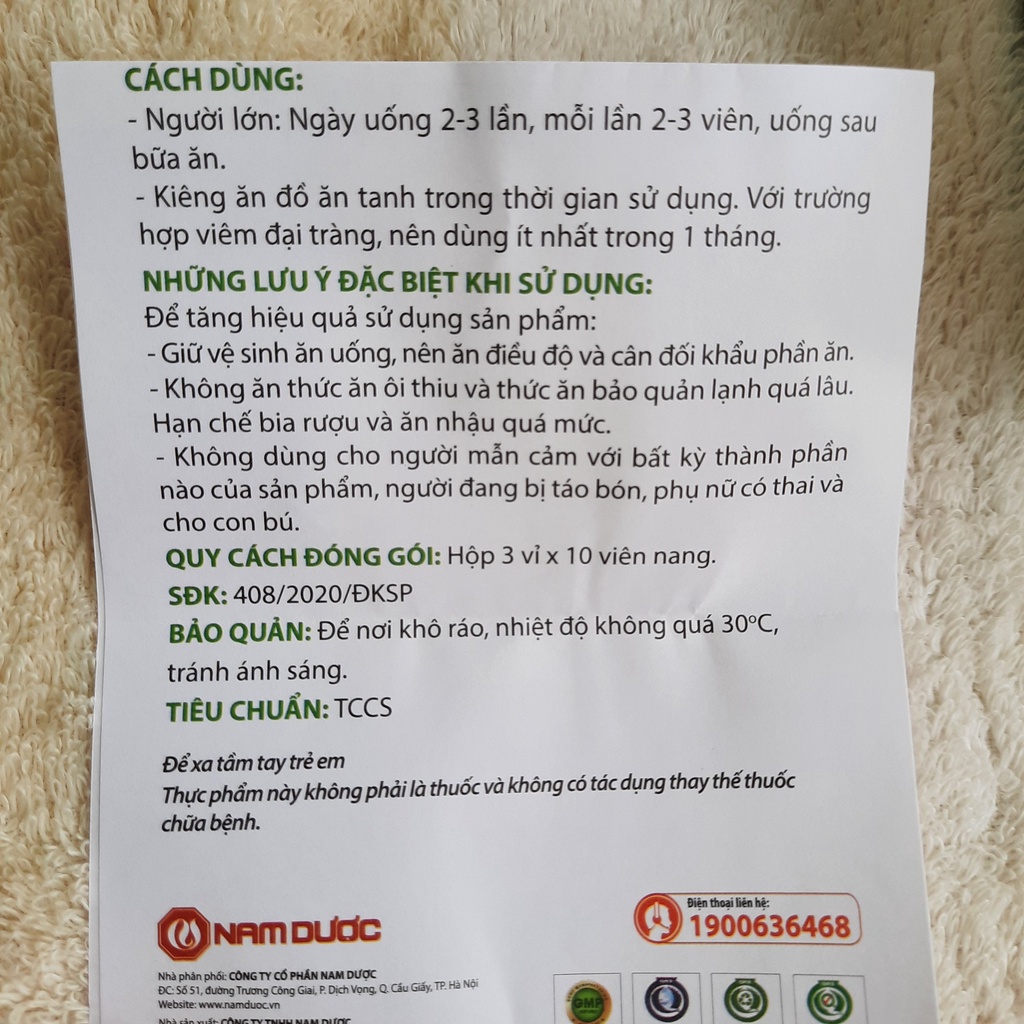 CÁCH DÙNG:
- Người lớn: Ngày uống 2-3 lần, mỗi lần 2-3 viên, uống sau
bữa ăn.
- Kiêng ăn đồ ăn tanh trong thời gian sử dụng. Với trường
hợp viêm đại tràng, nên dùng ít nhất trong 1 tháng.
NHỮNG LƯU Ý ĐẶC BIỆT KHI SỬ DỤNG:
Để tăng hiệu quả sử dụng sản phẩm:
- Giữ vệ sinh ăn uống, nên ăn điều độ và cân đối khẩu phần ăn.
- Không ăn thức ăn ôi thiu và thức ăn bảo quản lạnh quá lâu.
Hạn chế bia rượu và ăn nhậu quá mức.
- Không dùng cho người mẫn cảm với bất kỳ thành phần
nào của sản phẩm, người đang bị táo bón, phụ nữ có thai và
cho con bú.
QUY CÁCH ĐÓNG GÓI: Hộp 3 vỉ x 10 viên nang.
SĐK: 408/2020/ĐKSP
BẢO QUẢN: Để nơi khô ráo, nhiệt độ không quá 30ºC,
tránh ánh sáng.
TIÊU CHUẨN: TCCS
Để xa tầm tay trẻ em
Thực phẩm này không phải là thuốc và không có tác dụng thay thế thuốc
chữa bệnh.
NAM DƯỢC
Điện thoại liên hệ:
1900636468
Nhà phân phối: CÔNG TY CỔ PHẦN NAM DƯỢC
ĐC: Số 51, đường Trương Công Giai, P. Dịch Vọng, Q. Cầu Giấy, TP. Hà Nội
Website: www.namduoc.vn
Nhà sản xuất: CÔNG TY TNHH NAM DƯỢC
GMP